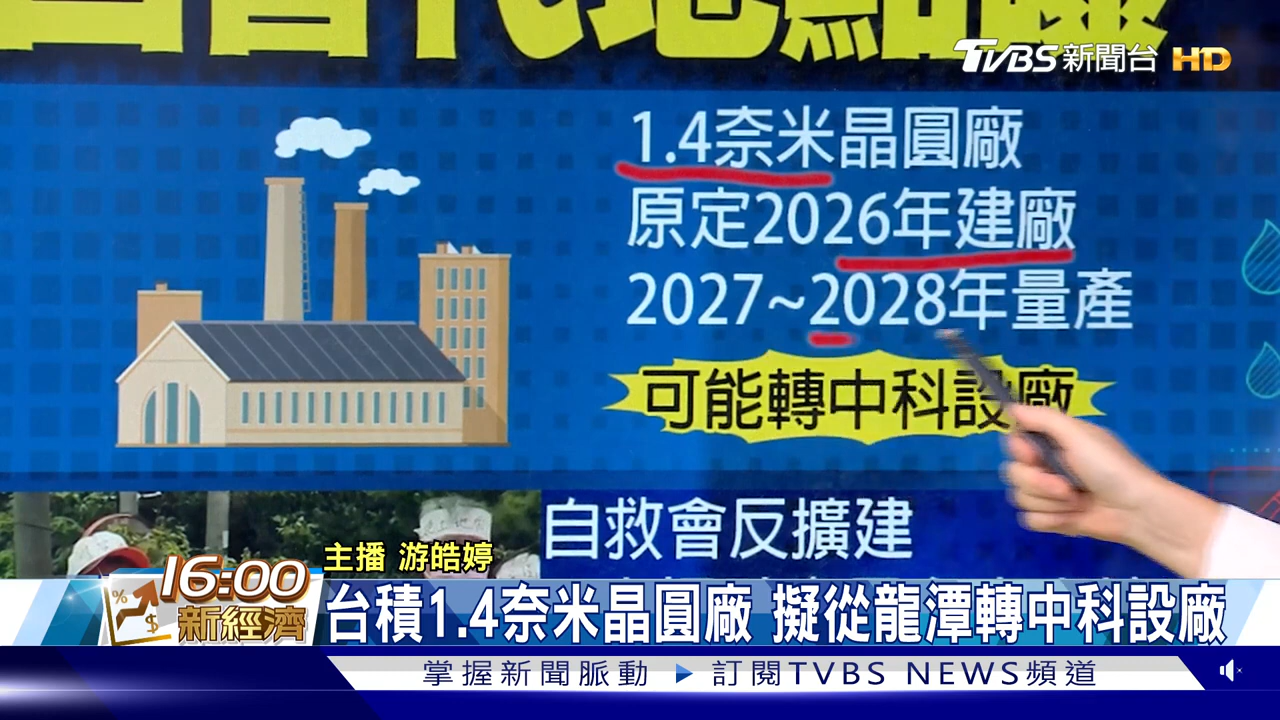 TVBS新聞台 HD
1.4奈米晶圓廠
原定2026年建廠
2027~2028年量產
可能轉中科設廠
自救會反擴建
主播 游皓婷
16:00
新經濟
% $
台積1.4奈米晶圓廠 擬從龍潭轉中科設廠
掌握新聞脈動 ▶ 訂閱TVBS NEWS頻道